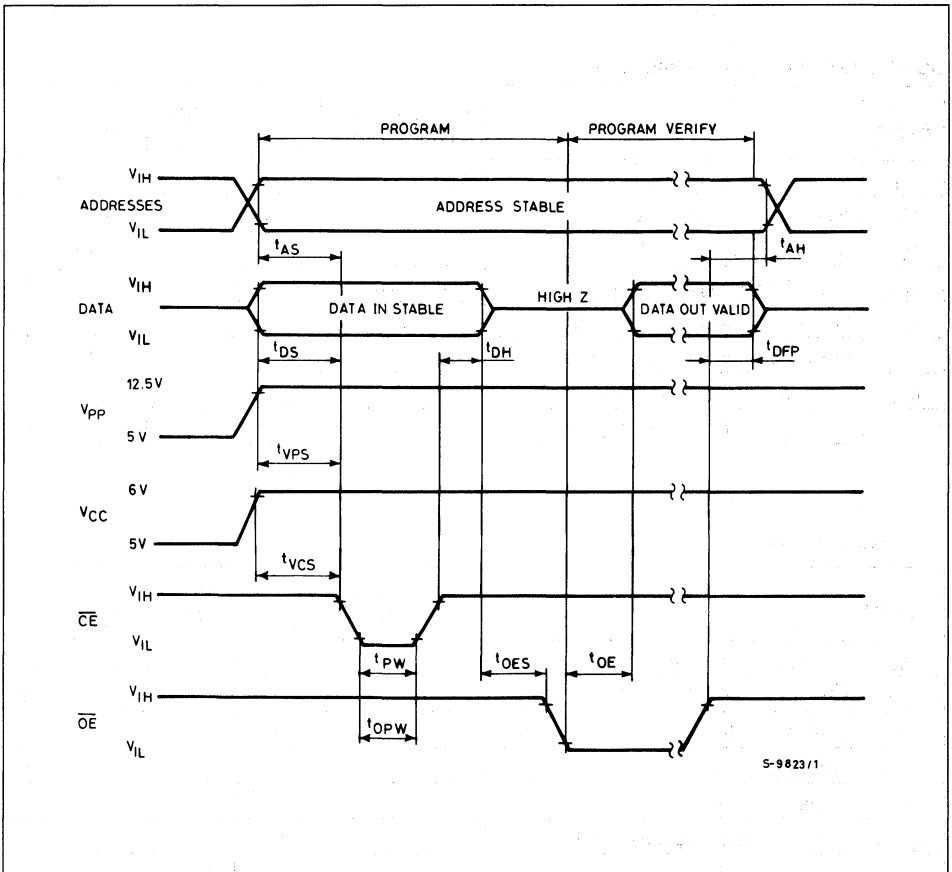 PROGRAM PROGRAM VERIFY
VIH
ADDRESSES ADDRESS STABLE
VIL
tAS tAH
VIH
DATA DATA IN STABLE HIGH Z DATA OUT VALID
VIL
tDS tDH tDFP
12.5V
VPP
5V
tVPS
6V
VCC
5V
tVCS
VIH
CE
VIL
tPW tOES tOE
VIH
OE tOPW
VIL
S-9823/1